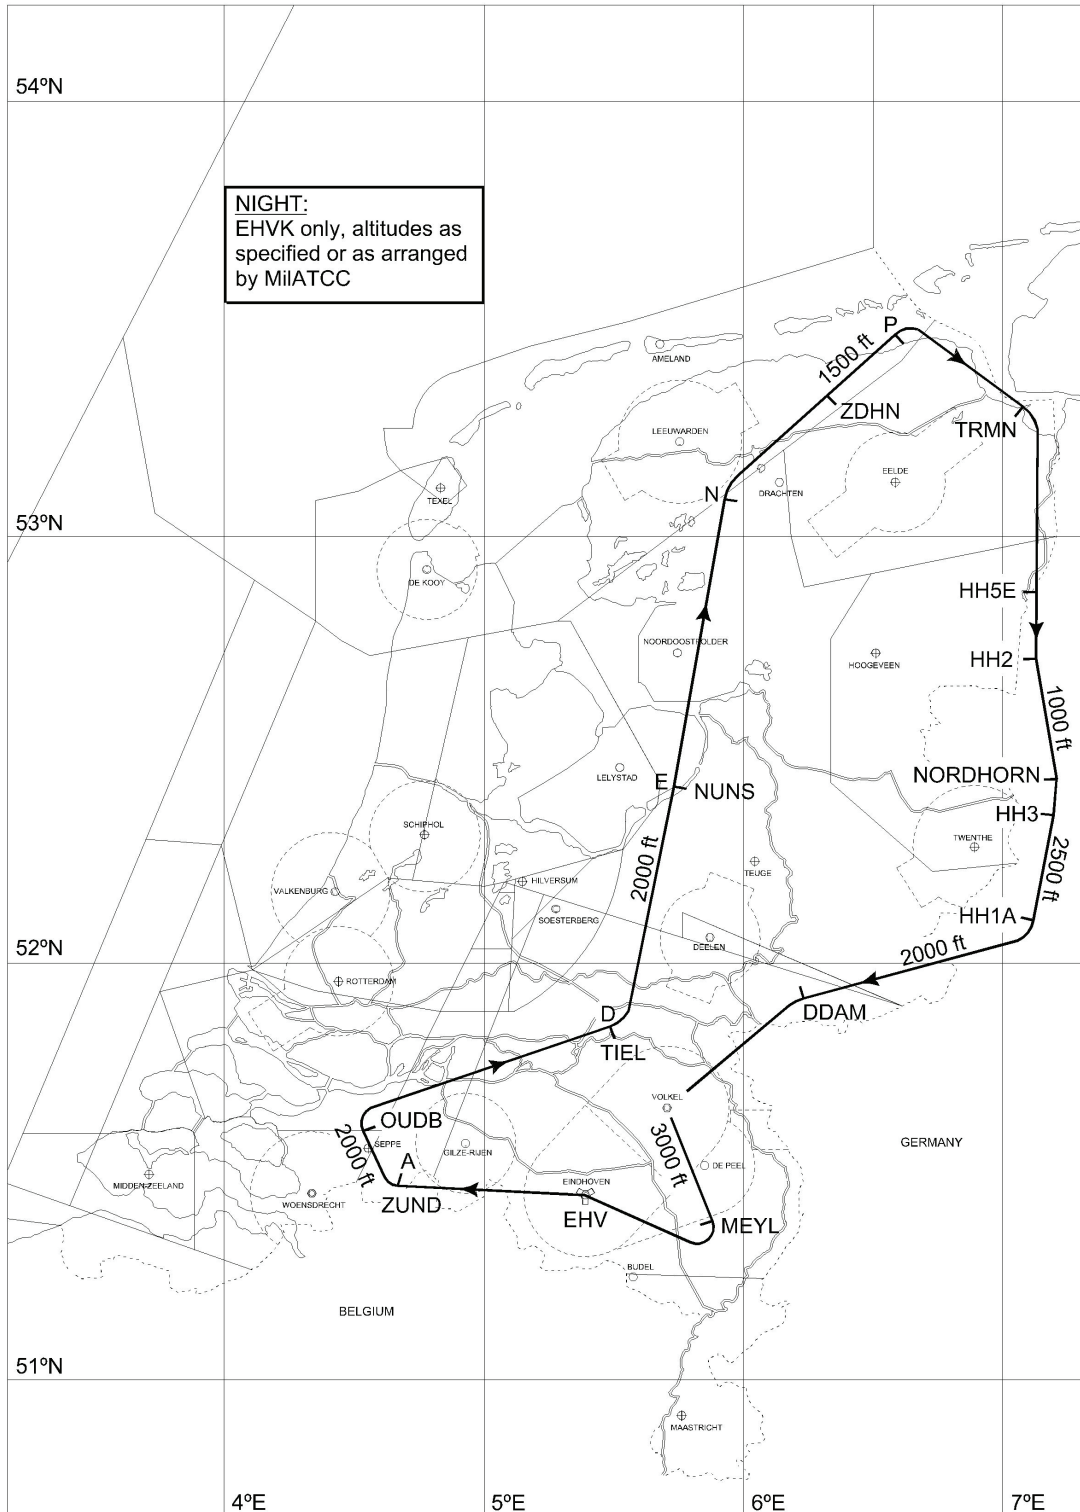 54ºN
NIGHT:
EHVK only, altitudes as
specified or as arranged
by MilATCC
P
AMELAND
1500 ft
ZDHN
TRMN
LEEUWARDEN
EELDE
N
DRACHTEN
TEXEL
53ºN
DE KOOY
HH5E
NOORDOOSTPOLDER
HOOGEVEEN
HH2
1000 ft
LELYSTAD
E
NUNS
NORDHORN
HH3
SCHIPHOL
TWENTHE
2000 ft
TEUGE
2500 ft
VALKENBURG
HILVERSUM
SOESTERBERG
HH1A
DEELEN
52ºN
2000 ft
ROTTERDAM
D
DDAM
TIEL
VOLKEL
OUDB
SEPPE
GILZE-RIJEN
3000 ft
GERMANY
2000 ft
A
DE PEEL
MIDDEN-ZEELAND
EINDHOVEN
WOENSDRECHT
ZUND
EHV
MEYL
BUDEL
BELGIUM
51ºN
MAASTRICHT
4ºE
5ºE
6ºE
7ºE